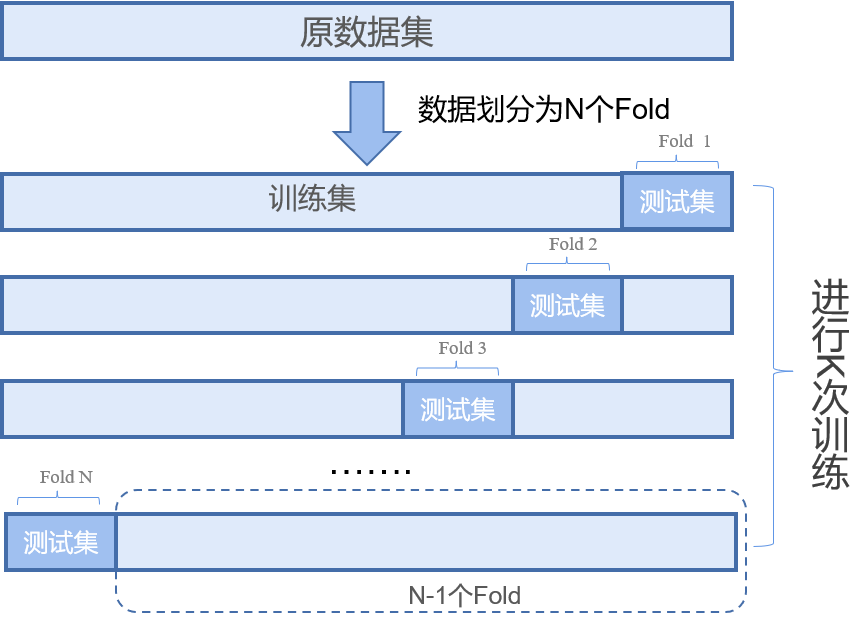 原数据集
数据划分为N个Fold
Fold 1
训练集
测试集
Fold 2
测试集
Fold 3
测试集
.......
Fold N
测试集
N-1个Fold
进行K次训练